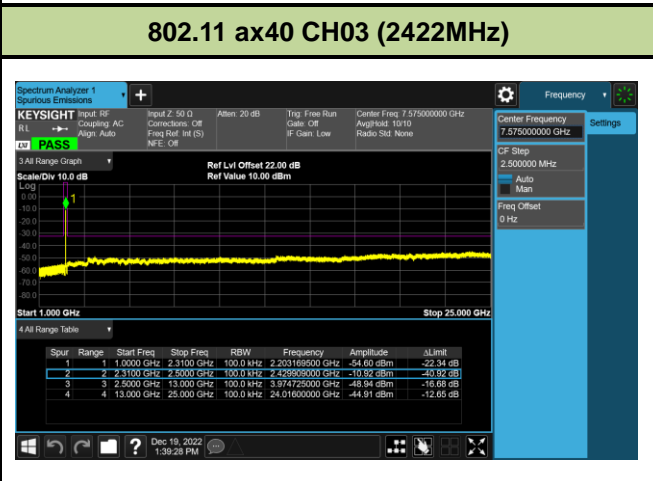 802.11 ax40 CH03 (2422MHz)
Spectrum Analyzer 1
Spurious Emissions
Frequency
KEYSIGHT
Input: RF
Coupling: AC
Align: Auto
Input Z: 50 Ω
Corrections: Off
Freq Ref: Int (S)
NFE: Off
Atten: 20 dB
Trig: Free Run
Gate: Off
IF Gain: Low
Center Freq: 7.575000000 GHz
Avg|Hold: 10/10
Radio Std: None
R L
LXI
PASS
Center Frequency
7.575000000 GHz
Settings
CF Step
2.500000 MHz
Auto
Man
Freq Offset
0 Hz
3 All Range Graph
Scale/Div 10.0 dB
Ref Lvl Offset 22.00 dB
Ref Value 10.00 dBm
Log
0.00
-10.0
-20.0
-30.0
-40.0
-50.0
-60.0
-70.0
-80.0
1
Start 1.000 GHz
Stop 25.000 GHz
4 All Range Table
Spur Range Start Freq Stop Freq RBW Frequency Amplitude ΔLimit
1 1 1.0000 GHz 2.3100 GHz 100.0 kHz 2.203169500 GHz -54.60 dBm -22.34 dB
2 2 2.3100 GHz 2.5000 GHz 100.0 kHz 2.429909000 GHz -10.92 dBm -40.92 dB
3 3 2.5000 GHz 13.000 GHz 100.0 kHz 3.974725000 GHz -48.94 dBm -16.68 dB
4 4 13.000 GHz 25.000 GHz 100.0 kHz 24.01600000 GHz -44.91 dBm -12.65 dB
?
Dec 19, 2022
1:39:28 PM